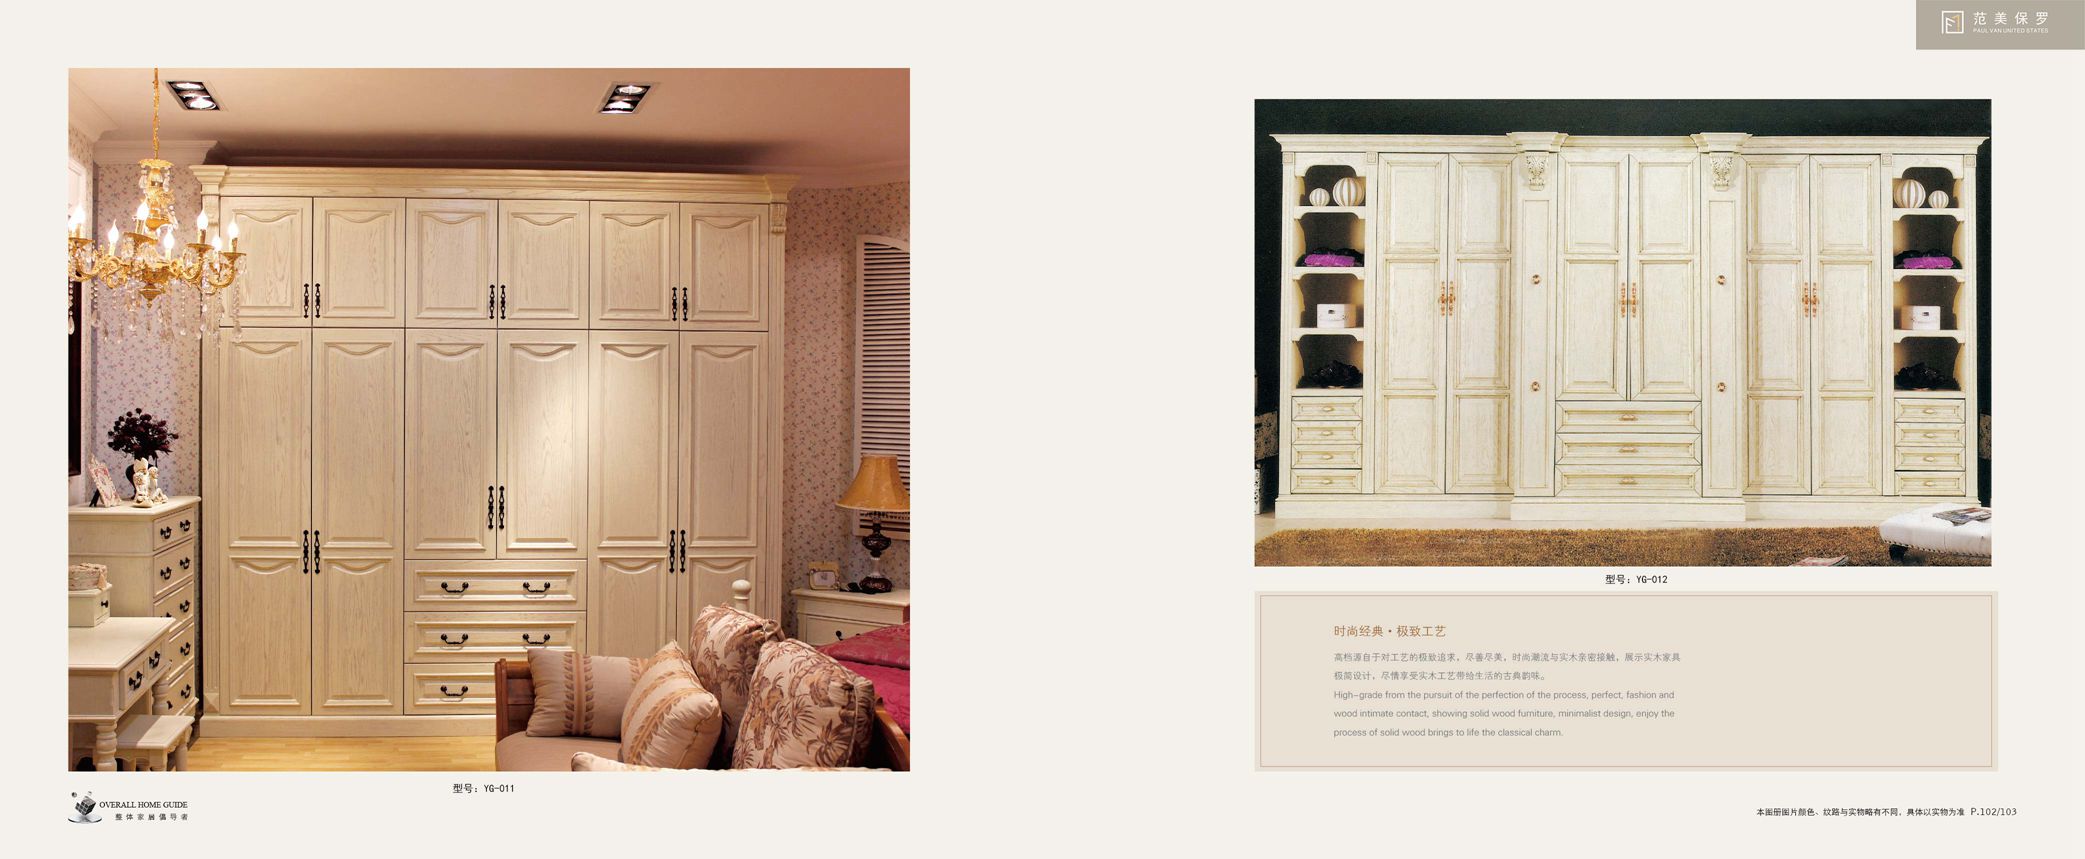 范美保罗
PAUL VAN UNITED STATES
型号：YG-011
型号：YG-012
时尚经典·极致工艺
高档源自于对工艺的极致追求，尽善尽美，时尚潮流与实木亲密接触，展示实木家具
极简设计，尽情享受实木工艺带给生活的古典韵味。
High-grade from the pursuit of the perfection of the process, perfect, fashion and
wood intimate contact, showing solid wood furniture, minimalist design, enjoy the
process of solid wood brings to life the classical charm.
OVERALL HOME GUIDE
整体家居倡导者
本画册图片颜色、纹路与实物略有不同，具体以实物为准 P.102/103